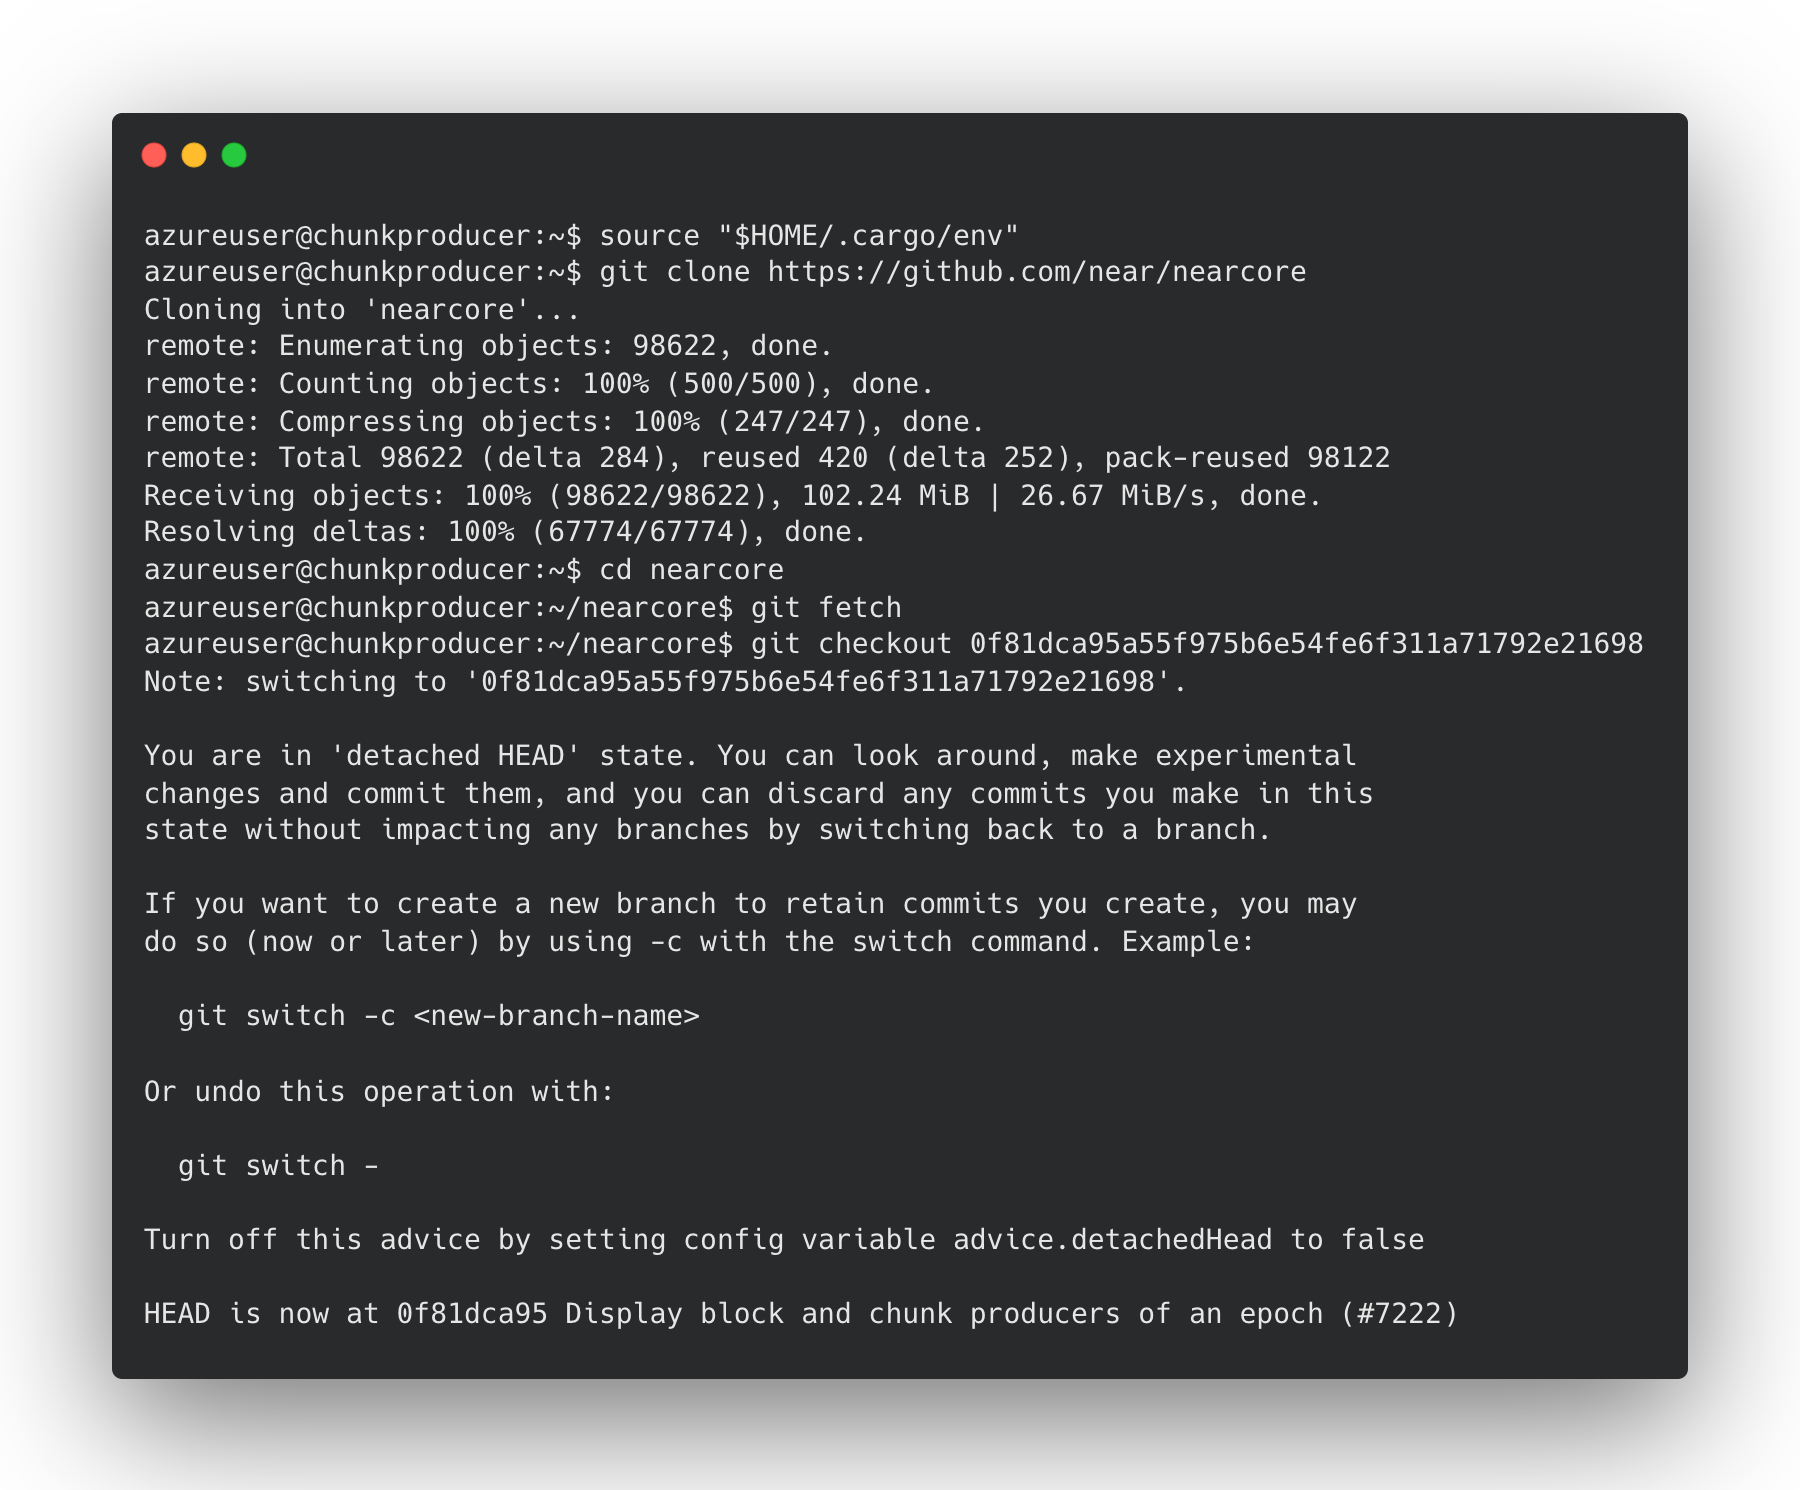 azureuser@chunkproducer:~$ source "$HOME/.cargo/env"
azureuser@chunkproducer:~$ git clone https://github.com/near/nearcore
Cloning into 'nearcore'...
remote: Enumerating objects: 98622, done.
remote: Counting objects: 100% (500/500), done.
remote: Compressing objects: 100% (247/247), done.
remote: Total 98622 (delta 284), reused 420 (delta 252), pack-reused 98122
Receiving objects: 100% (98622/98622), 102.24 MiB | 26.67 MiB/s, done.
Resolving deltas: 100% (67774/67774), done.
azureuser@chunkproducer:~$ cd nearcore
azureuser@chunkproducer:~/nearcore$ git fetch
azureuser@chunkproducer:~/nearcore$ git checkout 0f81dca95a55f975b6e54fe6f311a71792e21698
Note: switching to '0f81dca95a55f975b6e54fe6f311a71792e21698'.

You are in 'detached HEAD' state. You can look around, make experimental
changes and commit them, and you can discard any commits you make in this
state without impacting any branches by switching back to a branch.

If you want to create a new branch to retain commits you create, you may
do so (now or later) by using -c with the switch command. Example:

  git switch -c <new-branch-name>

Or undo this operation with:

  git switch -

Turn off this advice by setting config variable advice.detachedHead to false

HEAD is now at 0f81dca95 Display block and chunk producers of an epoch (#7222)